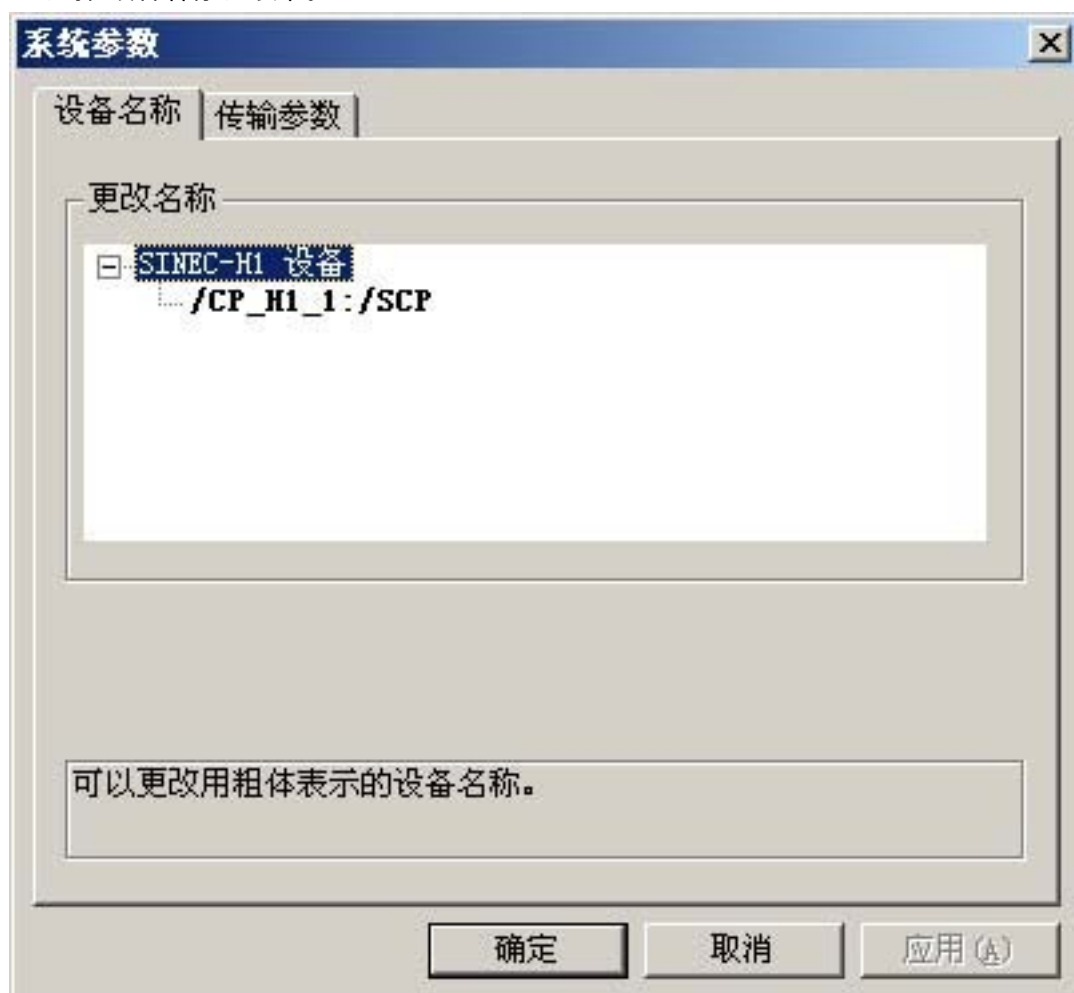 系统参数
设备名称
传输参数
更改名称
SINEC-H1 设备
/CP_H1_1:/SCP
可以更改用粗体表示的设备名称。
确定
取消
应用(A)